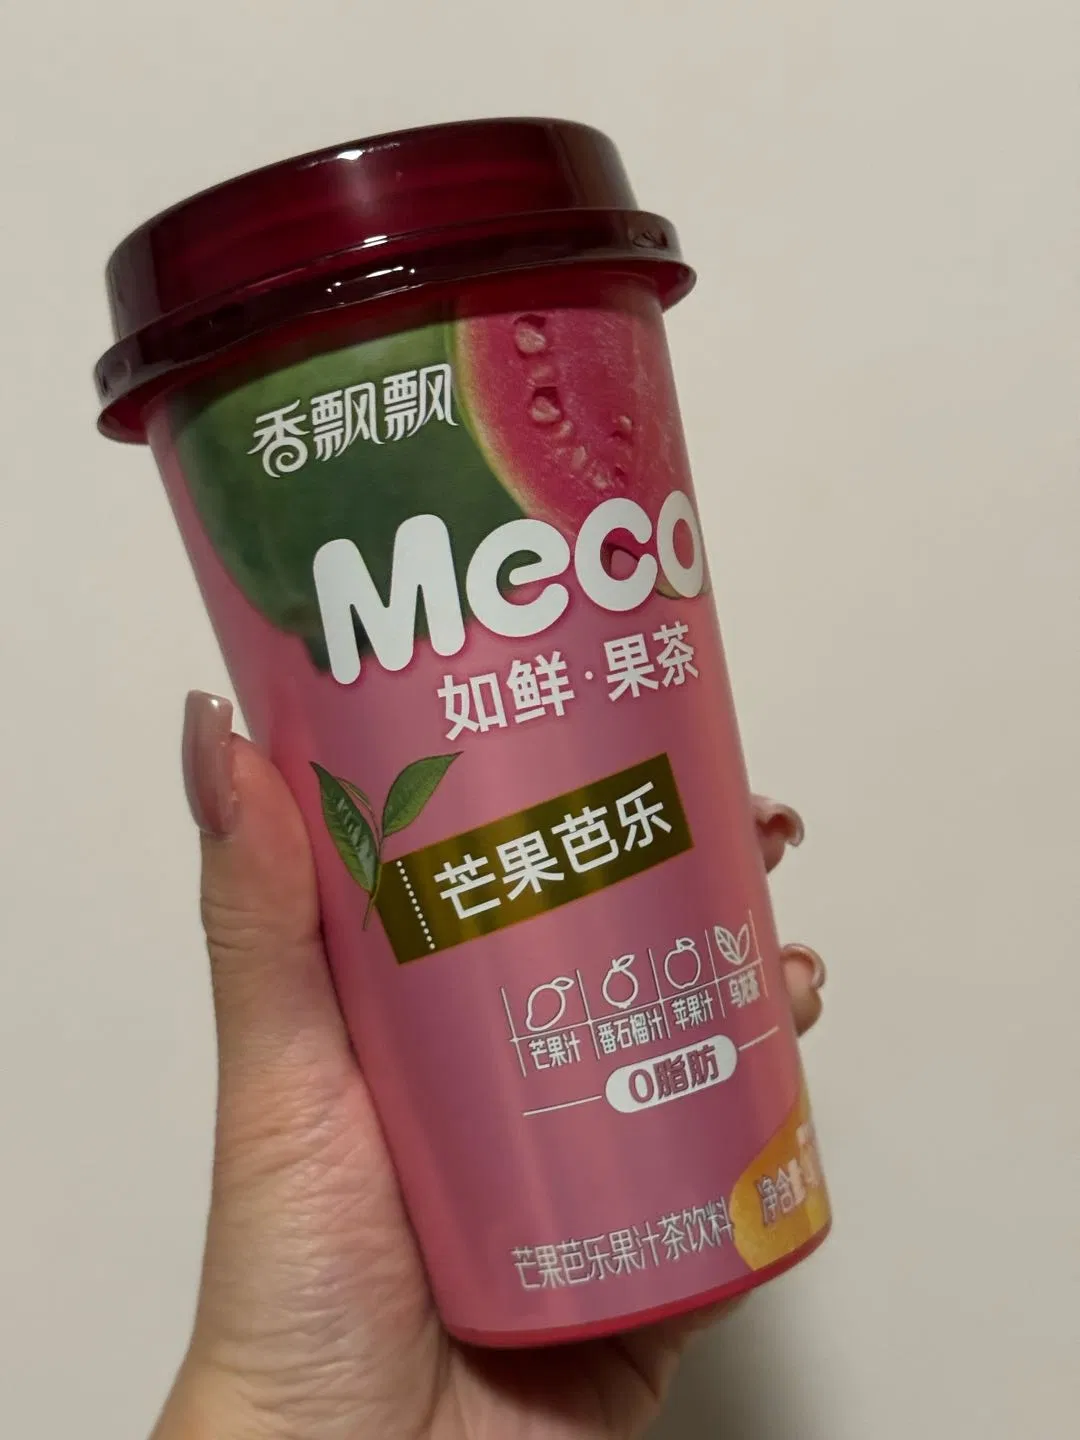 香飘飘
Meco
如鲜·果茶
芒果芭乐
芒果汁 番石榴汁 苹果汁 乌龙茶
0脂肪
净含量
芒果芭乐果汁茶饮料